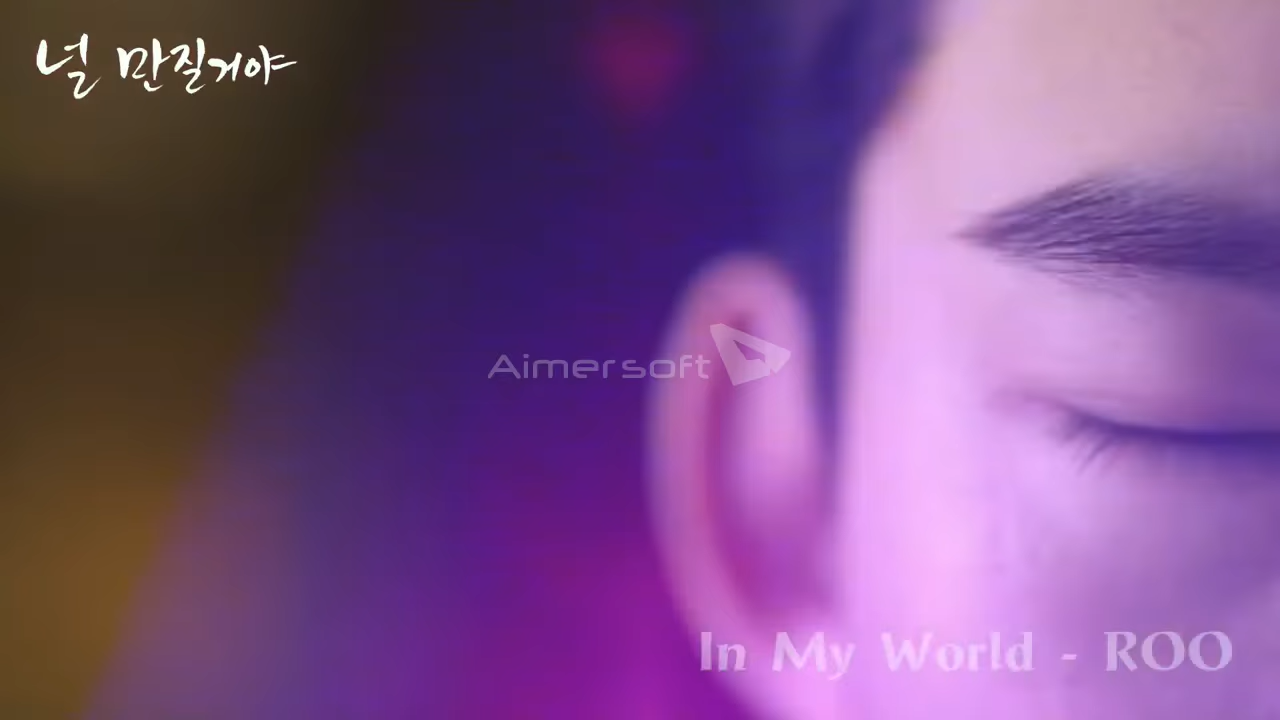 널 만질거야
Aimersoft
In My World - ROO